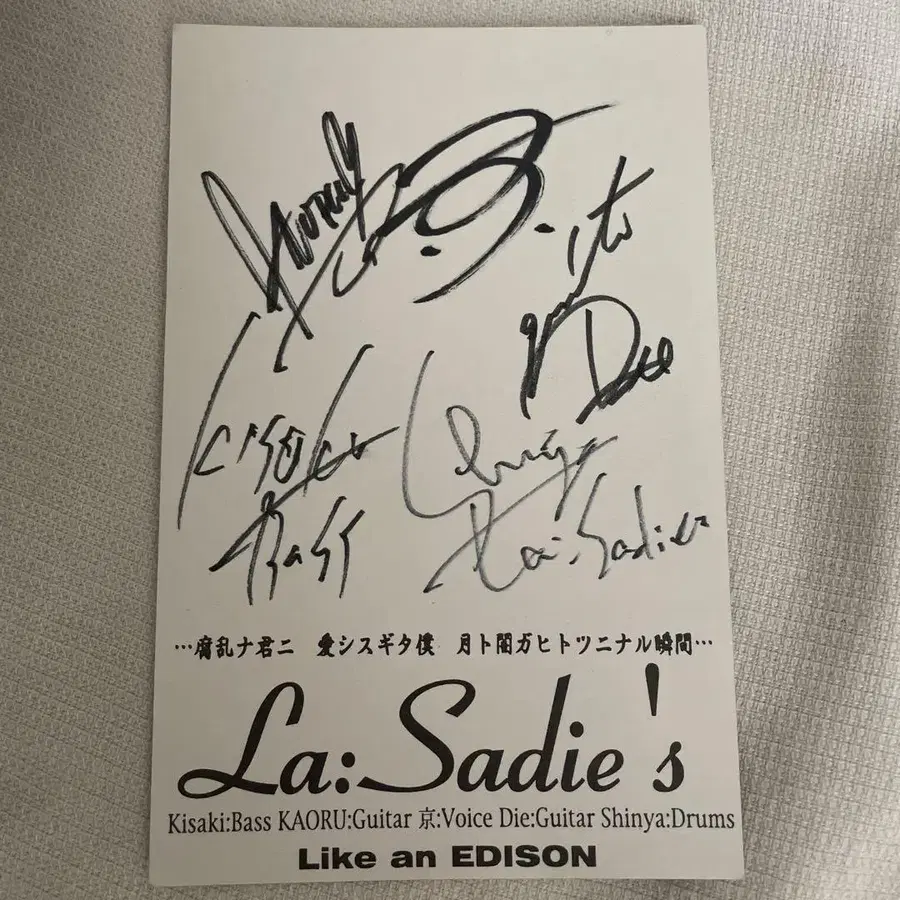 Kisaki
Bass
Die
Shinya
La:Sadie's
…腐乱ナ君ニ　愛シスギタ僕　月ト闇ガヒトツニナル瞬間…
La:Sadie's
Kisaki:Bass KAORU:Guitar 京:Voice Die:Guitar Shinya:Drums
Like an EDISON